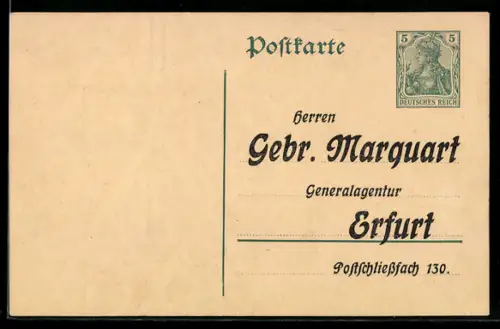 Postkarte
5 5
DEUTSCHES REICH
Herren
Gebr. Marquart
Generalagentur
Erfurt
Postschließfach 130.